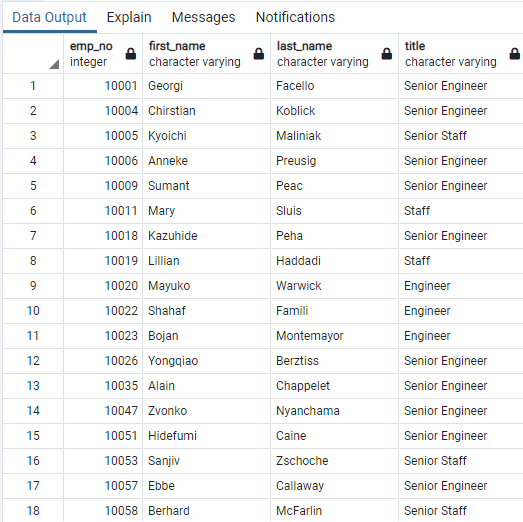 Data Output Explain Messages Notifications
emp_no first_name last_name title
integer character varying character varying character varying
1 10001 Georgi Facello Senior Engineer
2 10004 Chirstian Koblick Senior Engineer
3 10005 Kyoichi Maliniak Senior Staff
4 10006 Anneke Preusig Senior Engineer
5 10009 Sumant Peac Senior Engineer
6 10011 Mary Sluis Staff
7 10018 Kazuhide Peha Senior Engineer
8 10019 Lillian Haddadi Staff
9 10020 Mayuko Warwick Engineer
10 10022 Shahaf Famili Engineer
11 10023 Bojan Montemayor Engineer
12 10026 Yongqiao Berztiss Senior Engineer
13 10035 Alain Chappelet Senior Engineer
14 10047 Zvonko Nyanchama Senior Engineer
15 10051 Hidefumi Caine Senior Engineer
16 10053 Sanjiv Zschoche Senior Staff
17 10057 Ebbe Callaway Senior Engineer
18 10058 Berhard McFarlin Senior Staff